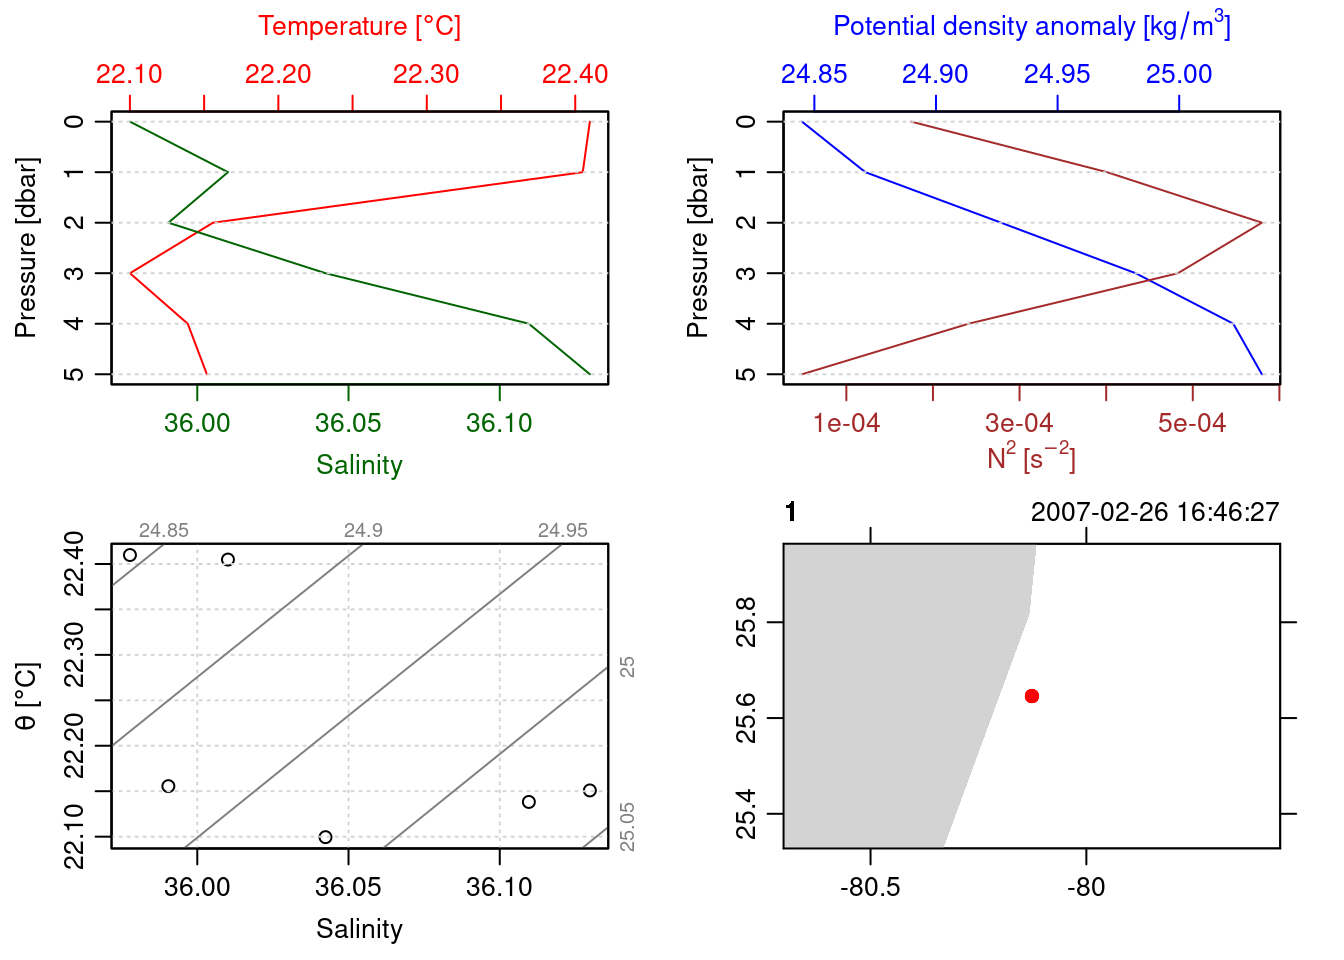 Temperature [°C]
22.10 22.20 22.30 22.40
Pressure [dbar]
0
1
2
3
4
5
36.00 36.05 36.10
Salinity
Potential density anomaly [kg/m³]
24.85 24.90 24.95 25.00
Pressure [dbar]
0
1
2
3
4
5
1e-04 3e-04 5e-04
N² [s⁻²]
24.85 24.9 24.95
25
25.05
θ [°C]
22.40
22.30
22.20
22.10
36.00 36.05 36.10
Salinity
1 2007-02-26 16:46:27
25.8
25.6
25.4
-80.5 -80